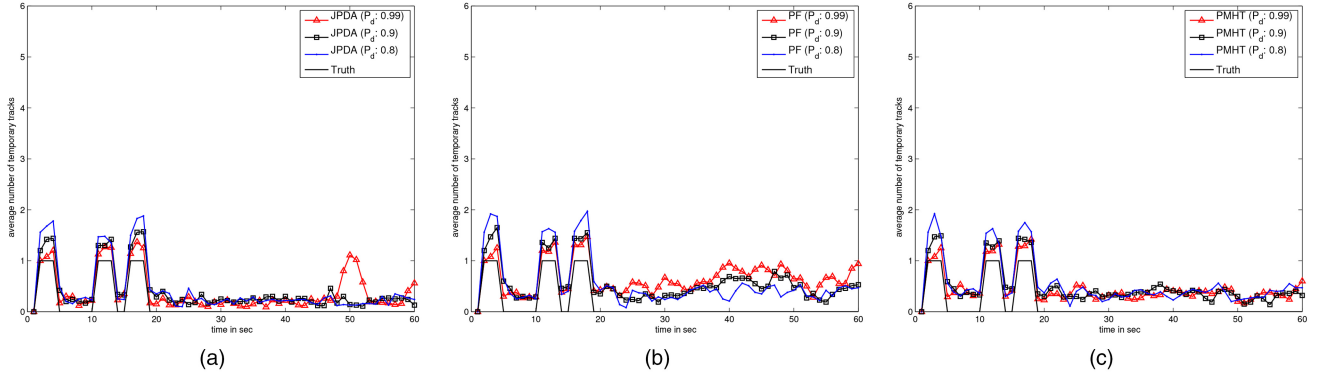 6
5
4
3
2
1
0
0
10
20
30
40
50
60
average number of temporary tracks
time in sec
JPDA (P_d: 0.99)
JPDA (P_d: 0.9)
JPDA (P_d: 0.8)
Truth
(a)
6
5
4
3
2
1
0
0
10
20
30
40
50
60
average number of temporary tracks
time in sec
PF (P_d: 0.99)
PF (P_d: 0.9)
PF (P_d: 0.8)
Truth
(b)
6
5
4
3
2
1
0
0
10
20
30
40
50
60
average number of temporary tracks
time in sec
PMHT (P_d: 0.99)
PMHT (P_d: 0.9)
PMHT (P_d: 0.8)
Truth
(c)